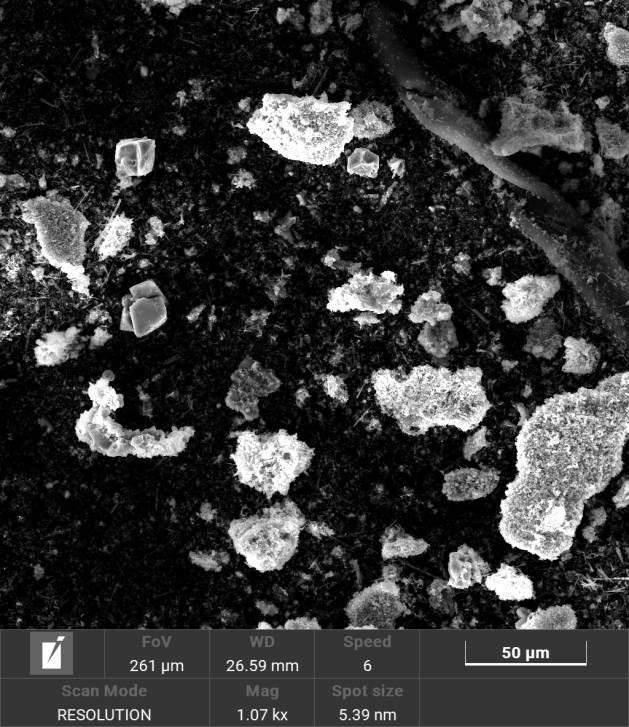 FoV
261 µm
WD
26.59 mm
Speed
6
50 µm
Scan Mode
RESOLUTION
Mag
1.07 kx
Spot size
5.39 nm